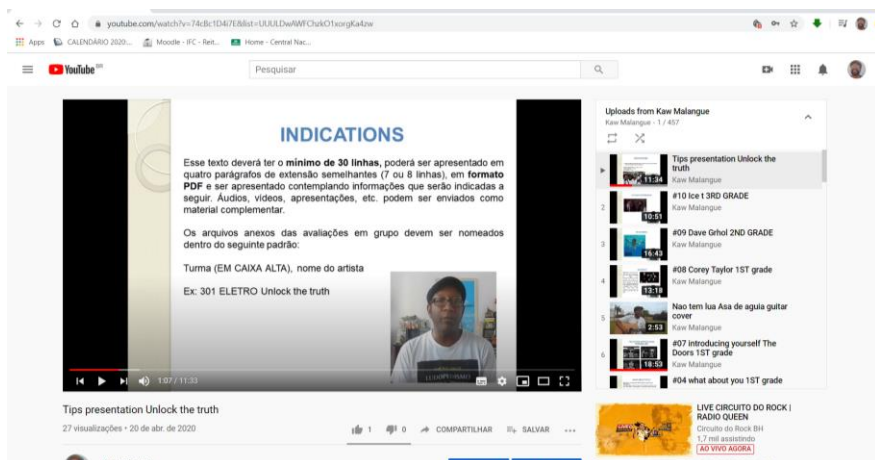 youtube.com/watch?v=74cBc1D4i7E&list=UUULDwAWFChzkO1xorgKa4zw
Apps CALENDÁRIO 2020... Moodle - IFC - Reit... Home - Central Nac...
YouTube BR
Pesquisar
INDICATIONS
Esse texto deverá ter o mínimo de 30 linhas, poderá ser apresentado em
quatro parágrafos de extensão semelhantes (7 ou 8 linhas), em formato
PDF e ser apresentado contemplando informações que serão indicadas a
seguir. Áudios, vídeos, apresentações, etc. podem ser enviados como
material complementar.
Os arquivos anexos das avaliações em grupo devem ser nomeados
dentro do seguinte padrão:
Turma (EM CAIXA ALTA), nome do artista
Ex: 301 ELETRO Unlock the truth
1:07 / 11:33
Tips presentation Unlock the truth
27 visualizações • 20 de abr. de 2020
1 0 COMPARTILHAR SALVAR ...
Uploads from Kaw Malangue
Kaw Malangue - 1 / 457
11:34
Tips presentation Unlock the
truth
Kaw Malangue
2
10:51
#10 Ice t 3RD GRADE
Kaw Malangue
3
16:43
#09 Dave Grhol 2ND GRADE
Kaw Malangue
4
13:18
#08 Corey Taylor 1ST grade
Kaw Malangue
5
2:53
Nao tem lua Asa de aguia guitar
cover
Kaw Malangue
6
18:53
#07 introducing yourself The
Doors 1ST grade
Kaw Malangue
#04 what about you 1ST grade
LIVE CIRCUITO DO ROCK |
RADIO QUEEN
Circuito do Rock BH
1,7 mil assistindo
AO VIVO AGORA